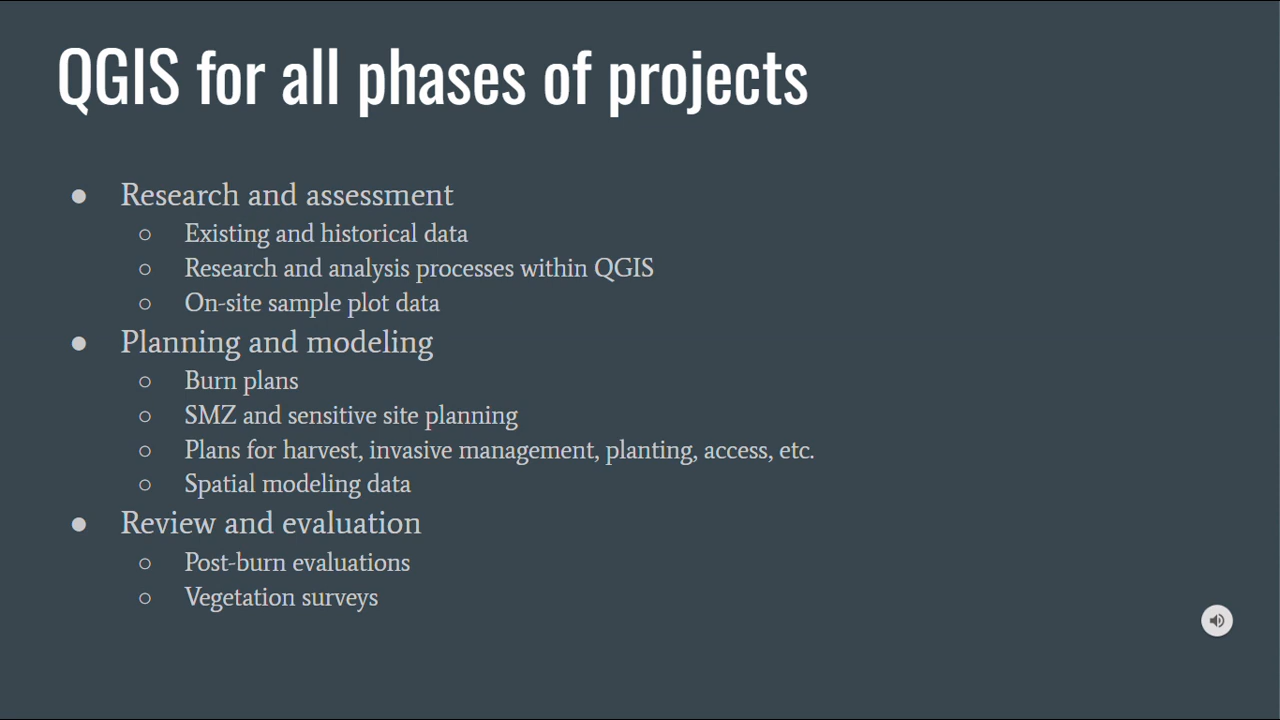 QGIS for all phases of projects
● Research and assessment
○ Existing and historical data
○ Research and analysis processes within QGIS
○ On-site sample plot data
● Planning and modeling
○ Burn plans
○ SMZ and sensitive site planning
○ Plans for harvest, invasive management, planting, access, etc.
○ Spatial modeling data
● Review and evaluation
○ Post-burn evaluations
○ Vegetation surveys